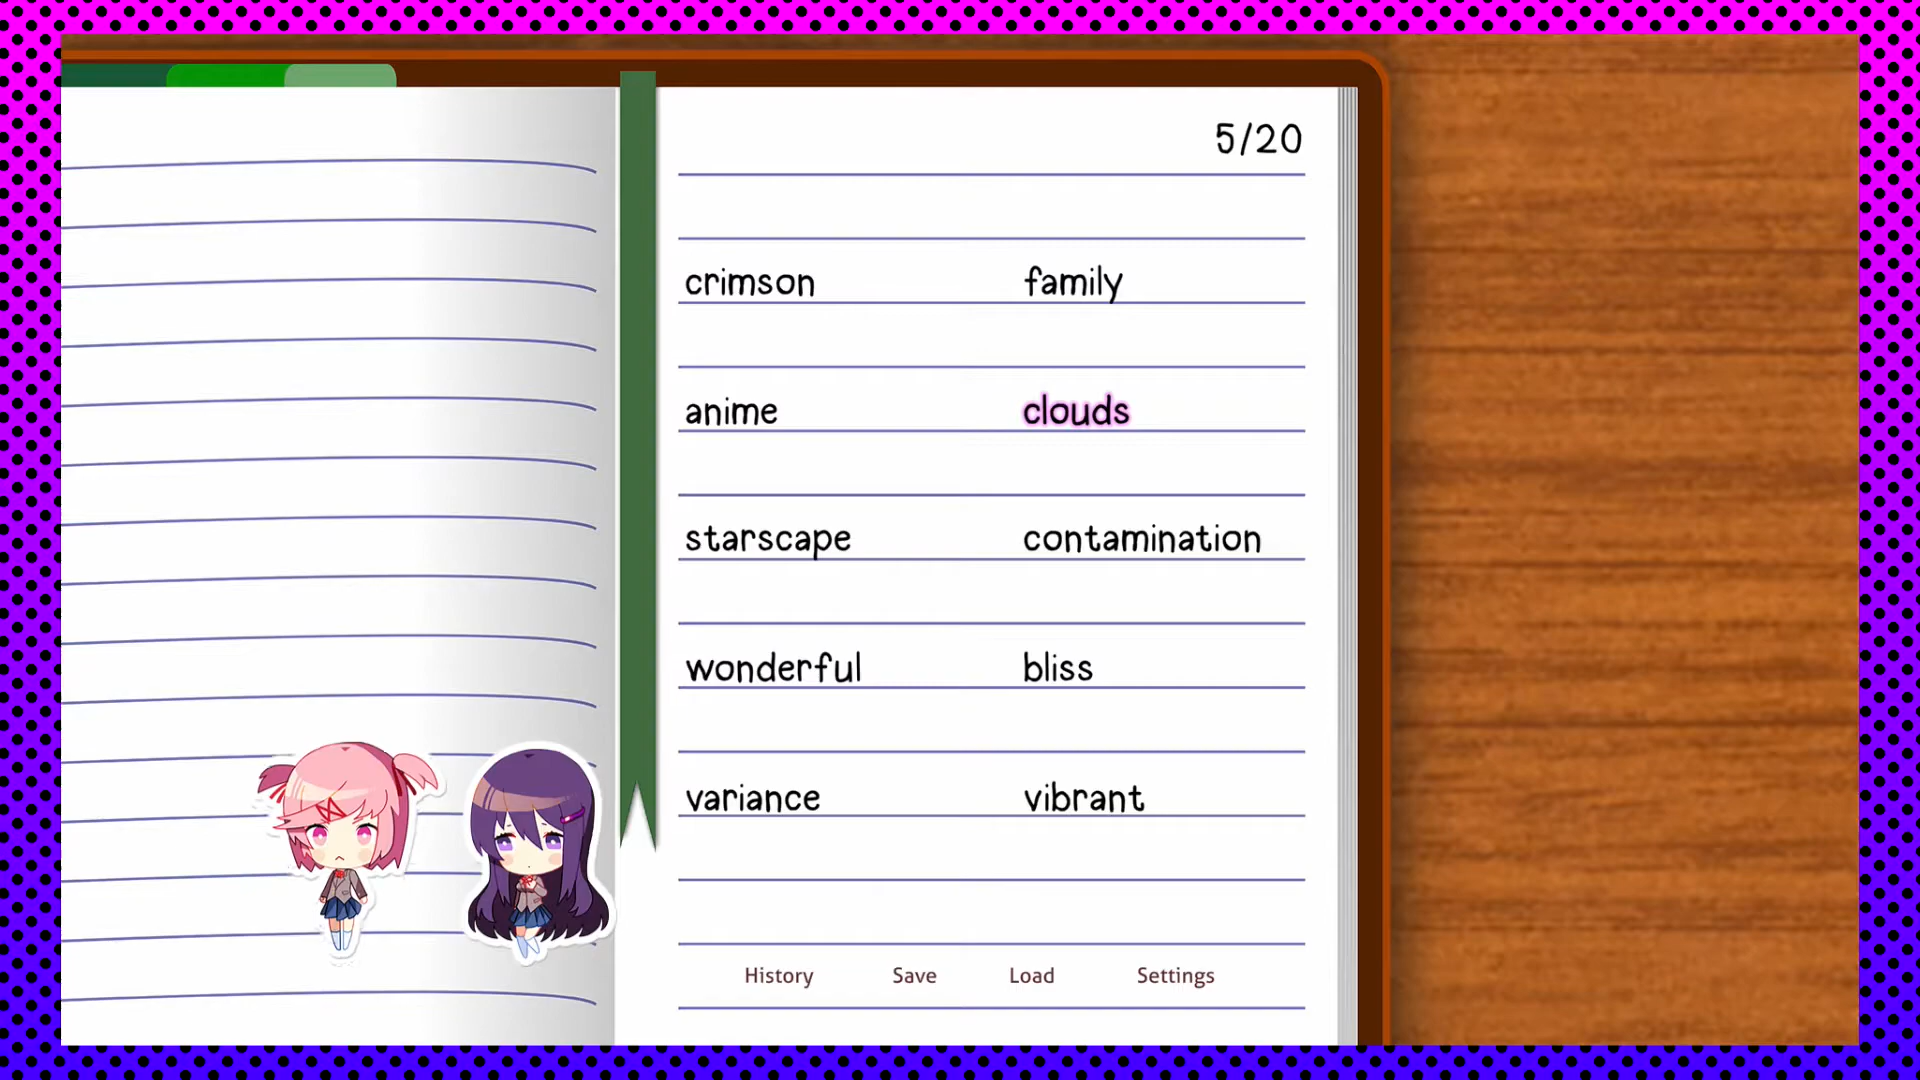 5/20
crimson family
anime clouds
starscape contamination
wonderful bliss
variance vibrant
History Save Load Settings